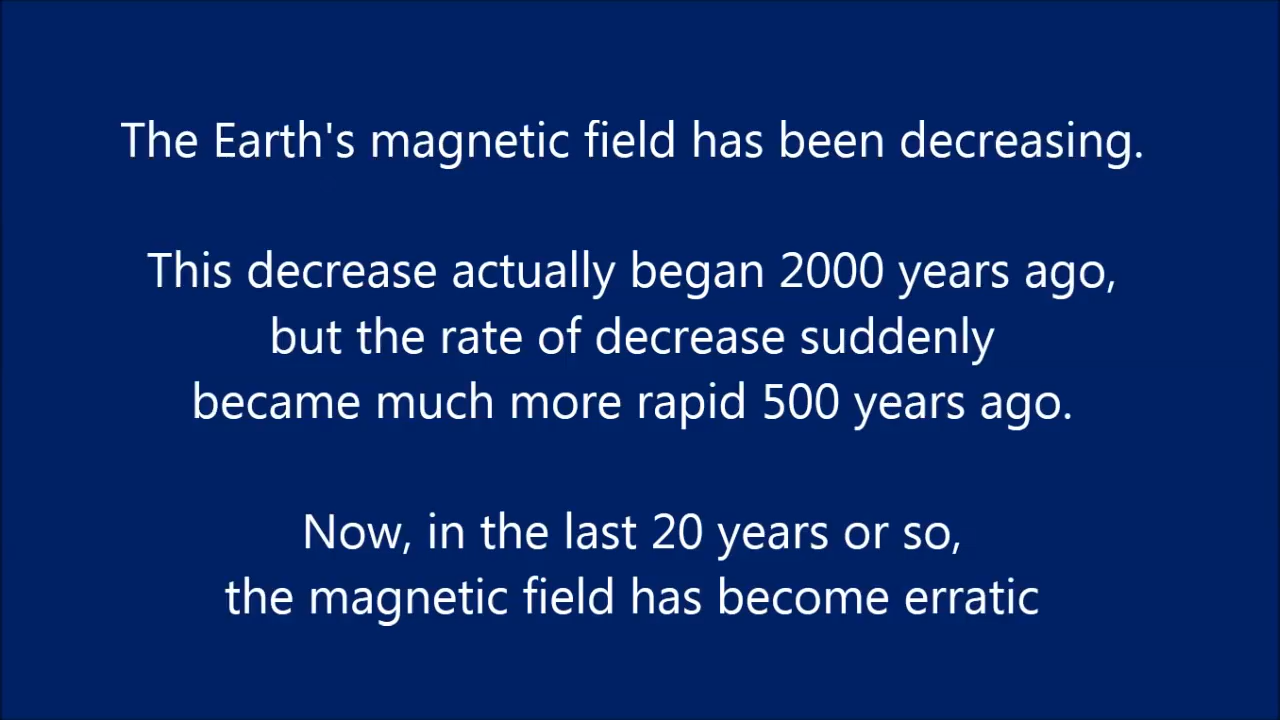 The Earth's magnetic field has been decreasing.
This decrease actually began 2000 years ago,
but the rate of decrease suddenly
became much more rapid 500 years ago.
Now, in the last 20 years or so,
the magnetic field has become erratic